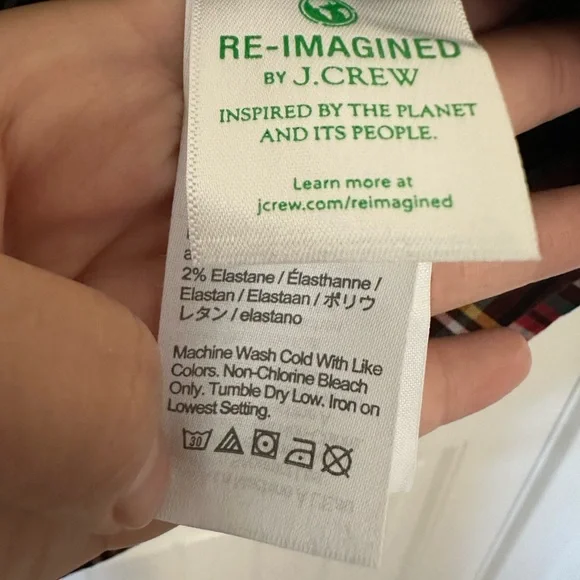 RE-IMAGINED
BY J.CREW
INSPIRED BY THE PLANET
AND ITS PEOPLE.
Learn more at
jcrew.com/reimagined
2% Elastane / Élasthanne /
Elastan / Elastaan / ポリウ
レタン / elastano
Machine Wash Cold With Like
Colors. Non-Chlorine Bleach
Only. Tumble Dry Low. Iron on
Lowest Setting.
30